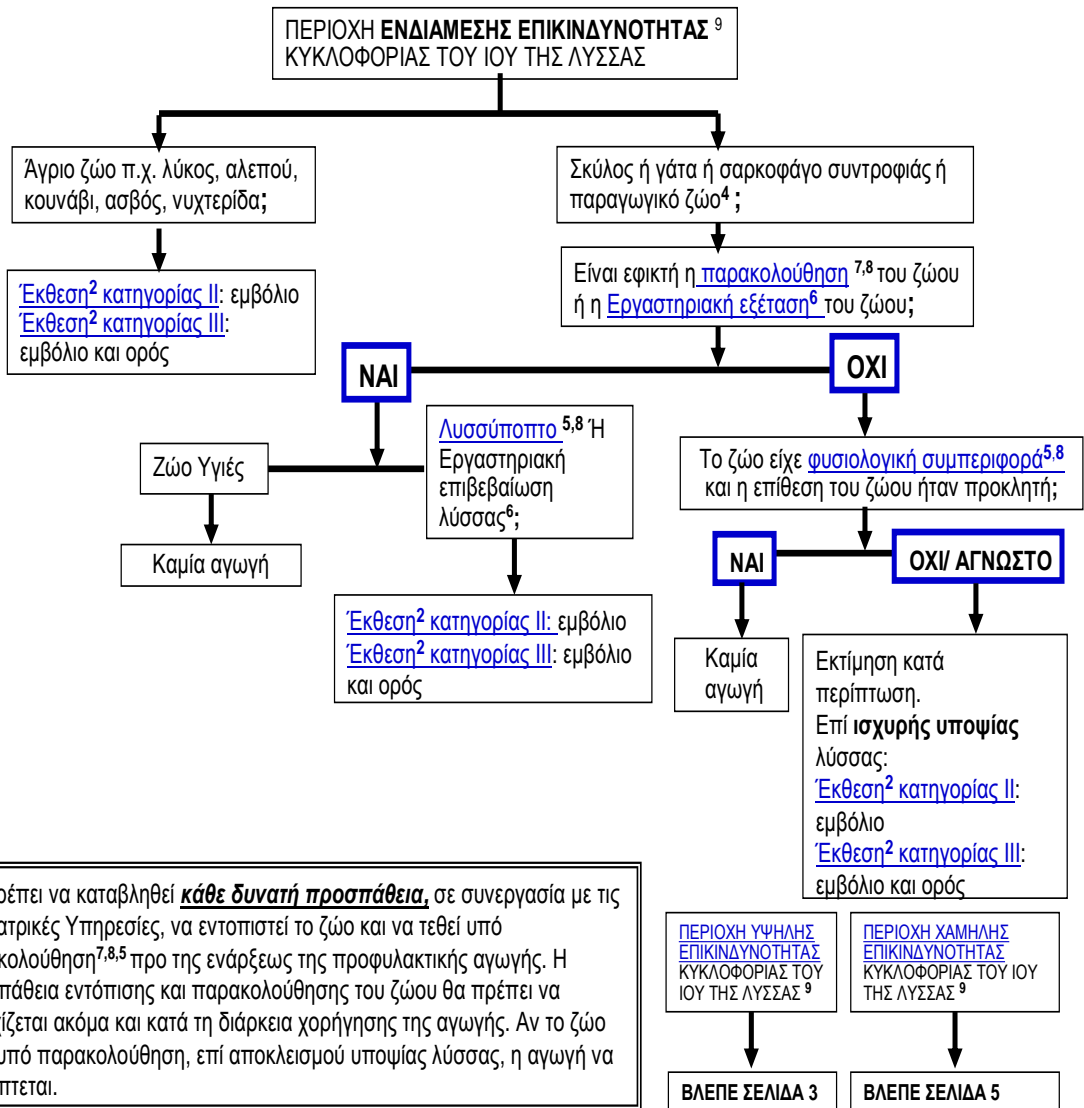 ΠΕΡΙΟΧΗ ΕΝΔΙΑΜΕΣΗΣ ΕΠΙΚΙΝΔΥΝΟΤΗΤΑΣ 9
ΚΥΚΛΟΦΟΡΙΑΣ ΤΟΥ ΙΟΥ ΤΗΣ ΛΥΣΣΑΣ
Άγριο ζώο π.χ. λύκος, αλεπού,
κουνάβι, ασβός, νυχτερίδα;
Σκύλος ή γάτα ή σαρκοφάγο συντροφιάς ή
παραγωγικό ζώο4 ;
Έκθεση2 κατηγορίας ΙΙ: εμβόλιο
Έκθεση2 κατηγορίας ΙΙΙ:
εμβόλιο και ορός
Είναι εφικτή η παρακολούθηση 7,8 του ζώου
ή η Εργαστηριακή εξέταση6 του ζώου;
ΝΑΙ
ΟΧΙ
Ζώο Υγιές
Λυσσύποπτο 5,8 Ή
Εργαστηριακή
επιβεβαίωση
λύσσας6;
Το ζώο είχε φυσιολογική συμπεριφορά5,8
και η επίθεση του ζώου ήταν προκλητή;
Καμία αγωγή
ΝΑΙ
ΟΧΙ/ ΑΓΝΩΣΤΟ
Έκθεση2 κατηγορίας ΙΙ: εμβόλιο
Έκθεση2 κατηγορίας ΙΙΙ: εμβόλιο
και ορός
Καμία
αγωγή
Εκτίμηση κατά
περίπτωση.
Επί ισχυρής υποψίας
λύσσας:
Έκθεση2 κατηγορίας ΙΙ:
εμβόλιο
Έκθεση2 κατηγορίας ΙΙΙ:
εμβόλιο και ορός
ρέπει να καταβληθεί κάθε δυνατή προσπάθεια, σε συνεργασία με τις
ατρικές Υπηρεσίες, να εντοπιστεί το ζώο και να τεθεί υπό
κολούθηση7,8,5 προ της ενάρξεως της προφυλακτικής αγωγής. Η
πάθεια εντόπισης και παρακολούθησης του ζώου θα πρέπει να
χίζεται ακόμα και κατά τη διάρκεια χορήγησης της αγωγής. Αν το ζώο
υπό παρακολούθηση, επί αποκλεισμού υποψίας λύσσας, η αγωγή να
πτεται.
ΠΕΡΙΟΧΗ ΥΨΗΛΗΣ
ΕΠΙΚΙΝΔΥΝΟΤΗΤΑΣ
ΚΥΚΛΟΦΟΡΙΑΣ ΤΟΥ
ΙΟΥ ΤΗΣ ΛΥΣΣΑΣ 9
ΠΕΡΙΟΧΗ ΧΑΜΗΛΗΣ
ΕΠΙΚΙΝΔΥΝΟΤΗΤΑΣ
ΚΥΚΛΟΦΟΡΙΑΣ ΤΟΥ ΙΟΥ
ΤΗΣ ΛΥΣΣΑΣ 9
ΒΛΕΠΕ ΣΕΛΙΔΑ 3
ΒΛΕΠΕ ΣΕΛΙΔΑ 5